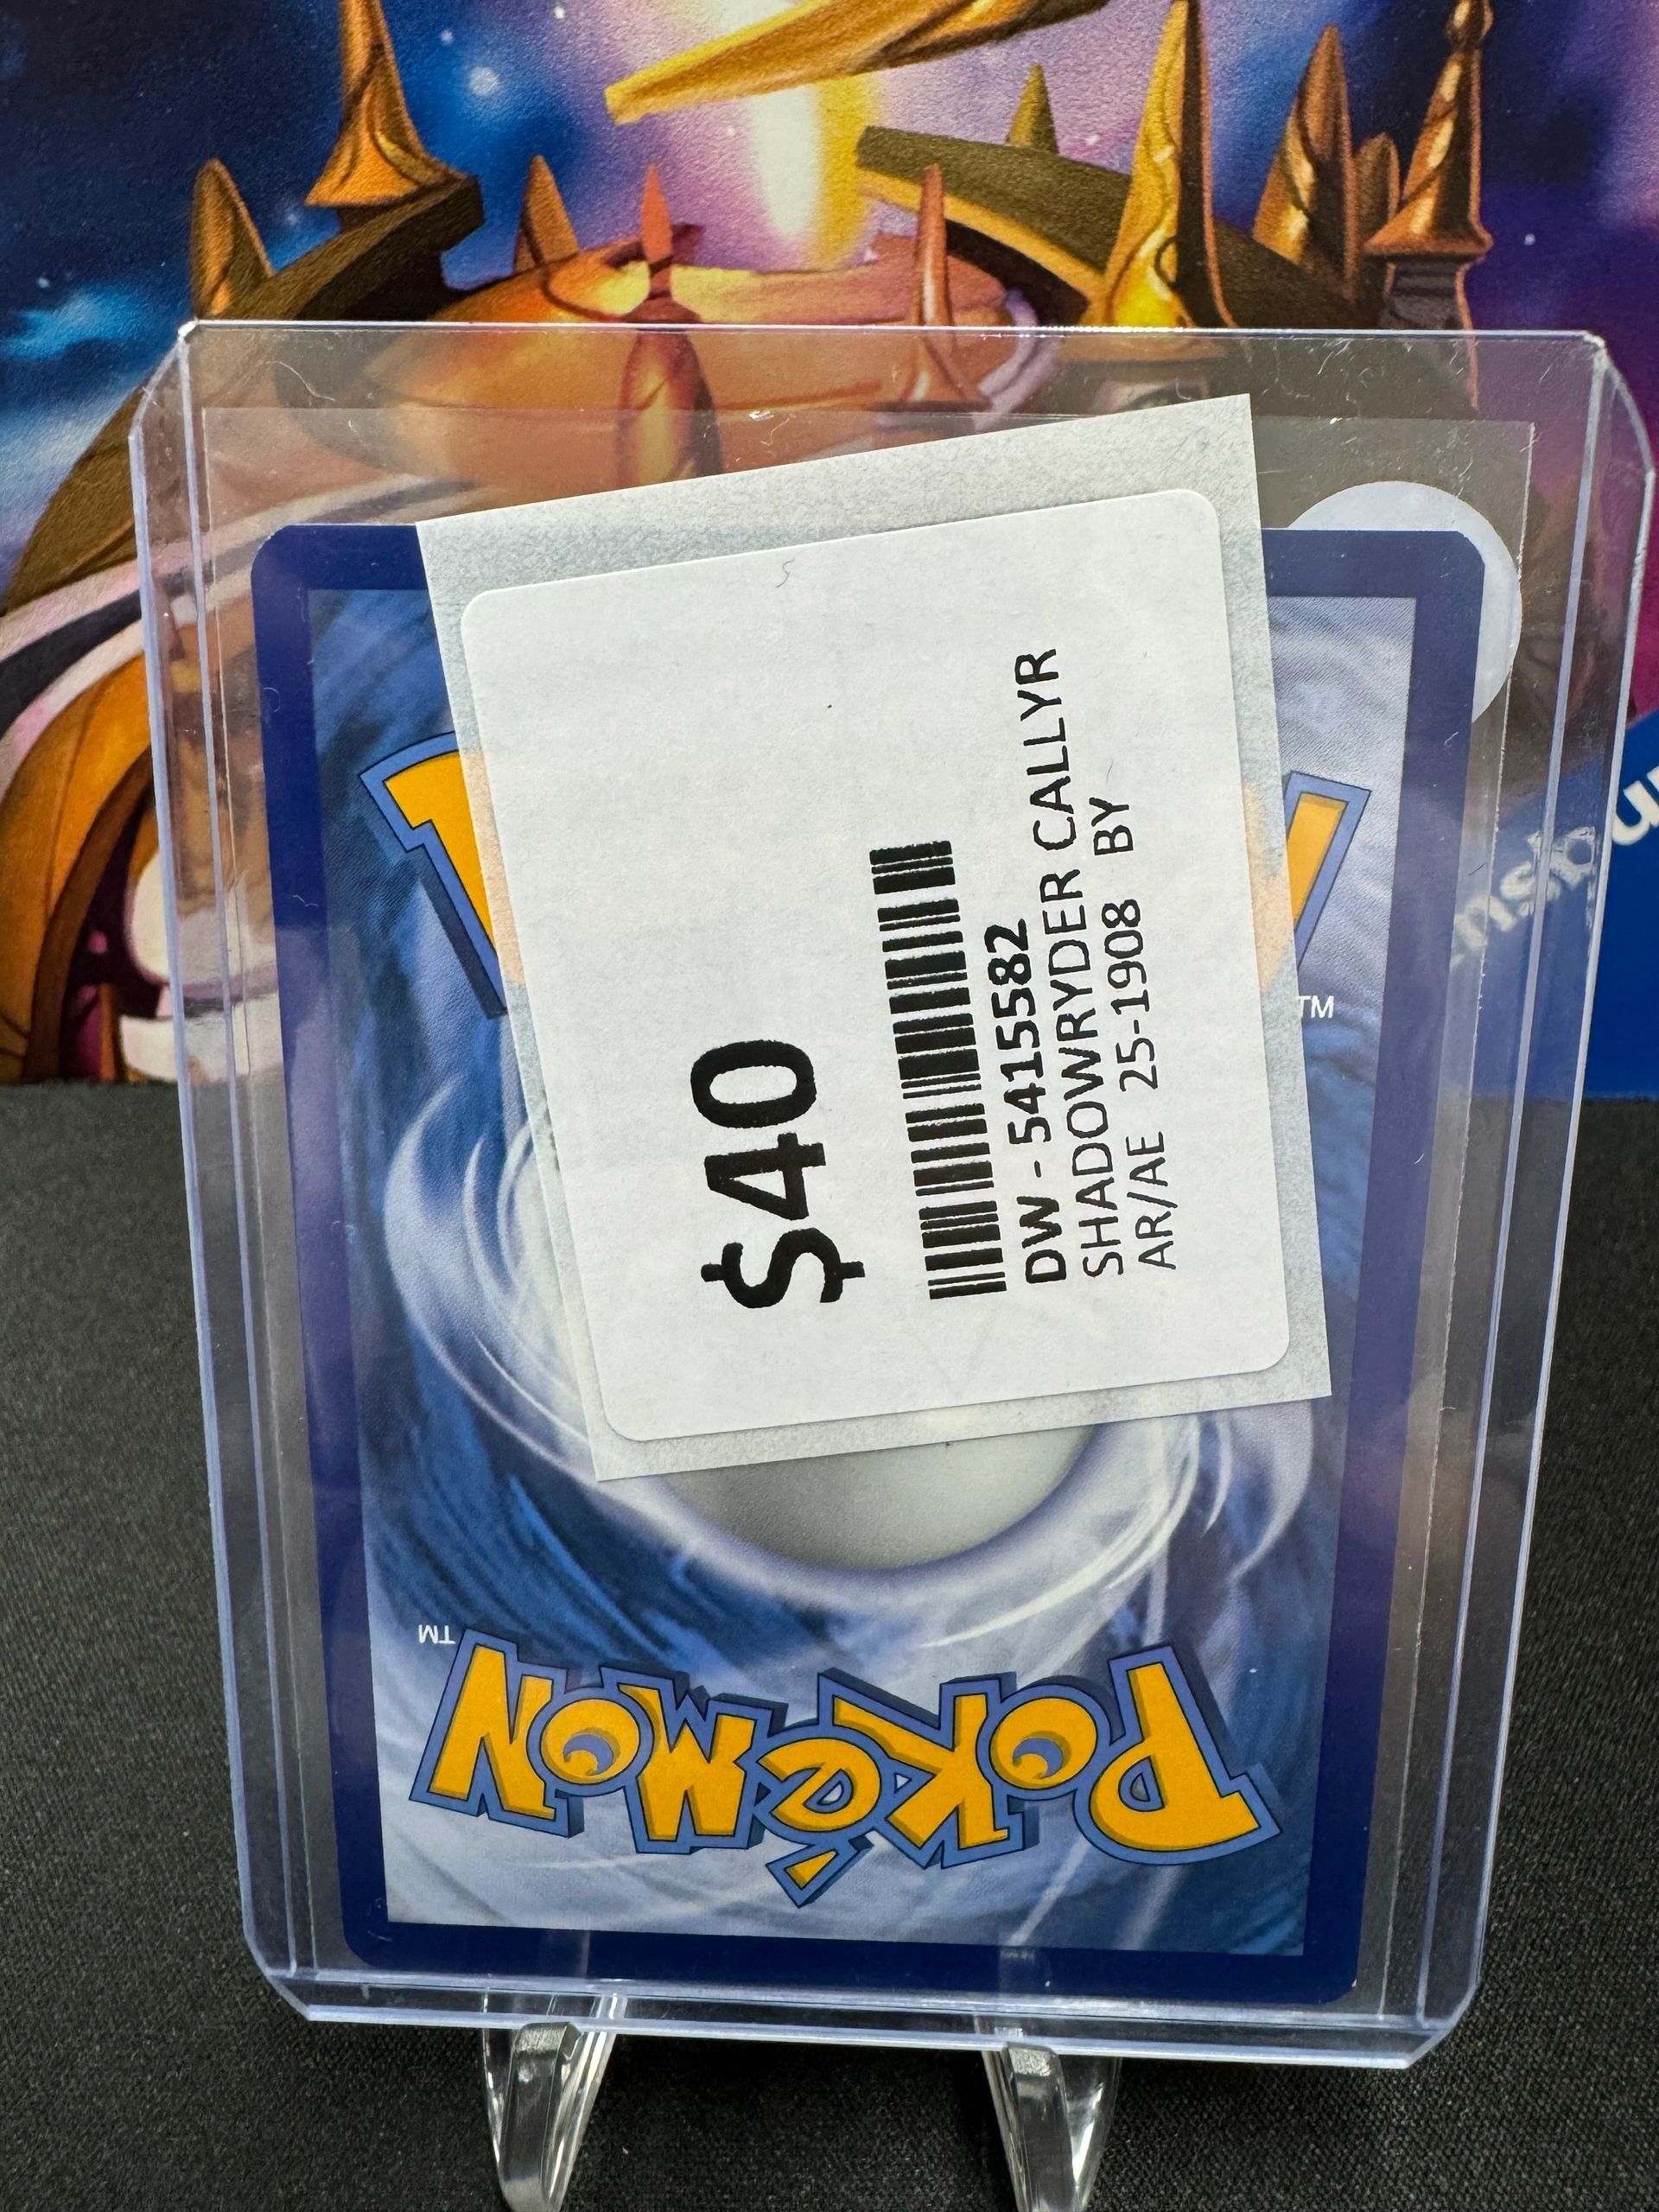 $40
DW - 5415582
SHADOWRYDER CALLYR
AR/AE 25-1908 BY
TM
TM
POKéMON